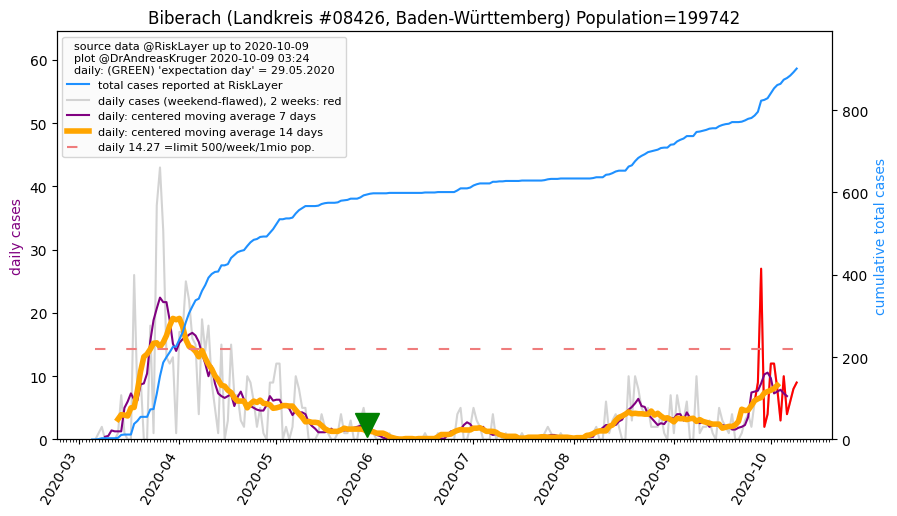 Biberach (Landkreis #08426, Baden-Württemberg) Population=199742
source data @RiskLayer up to 2020-10-09
plot @DrAndreasKruger 2020-10-09 03:24
daily: (GREEN) 'expectation day' = 29.05.2020
total cases reported at RiskLayer
daily cases (weekend-flawed), 2 weeks: red
daily: centered moving average 7 days
daily: centered moving average 14 days
daily 14.27 =limit 500/week/1mio pop.
daily cases
60
50
40
30
20
10
0
cumulative total cases
800
600
400
200
0
2020-03
2020-04
2020-05
2020-06
2020-07
2020-08
2020-09
2020-10